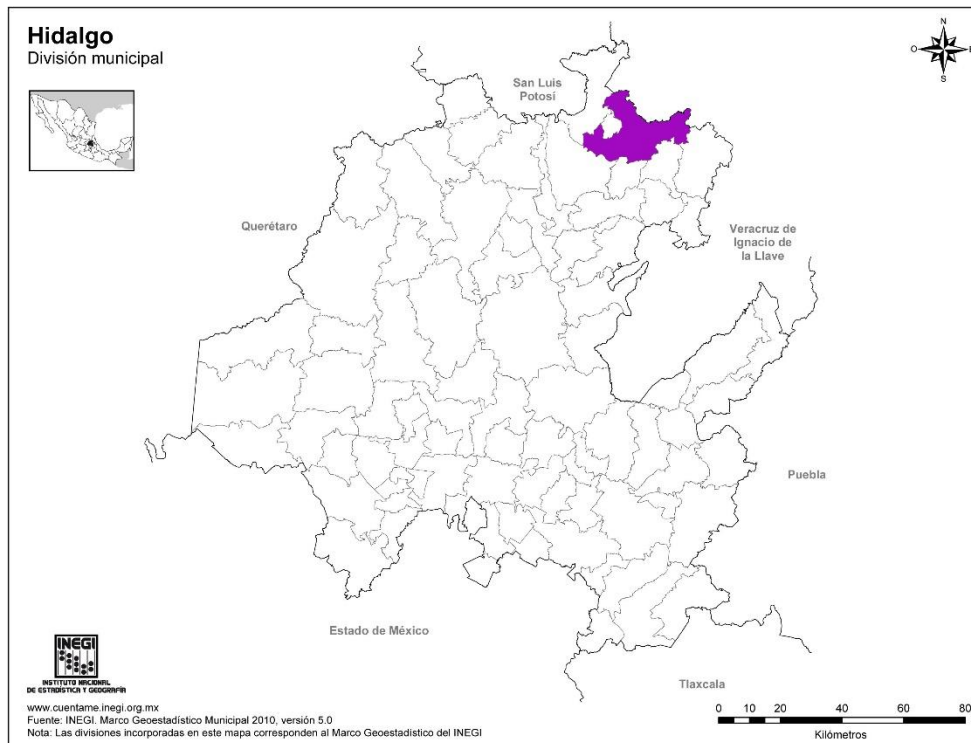 Hidalgo
División municipal
N
O
E
S
San Luis
Potosí
Querétaro
Veracruz de
Ignacio de
la Llave
Puebla
Estado de México
Tlaxcala
INEGI
INSTITUTO NACIONAL
DE ESTADÍSTICA Y GEOGRAFÍA
www.cuentame.inegi.org.mx
Fuente: INEGI. Marco Geoestadístico Municipal 2010, versión 5.0
Nota: Las divisiones incorporadas en este mapa corresponden al Marco Geoestadístico del INEGI
0 10 20 40 60 80
Kilómetros